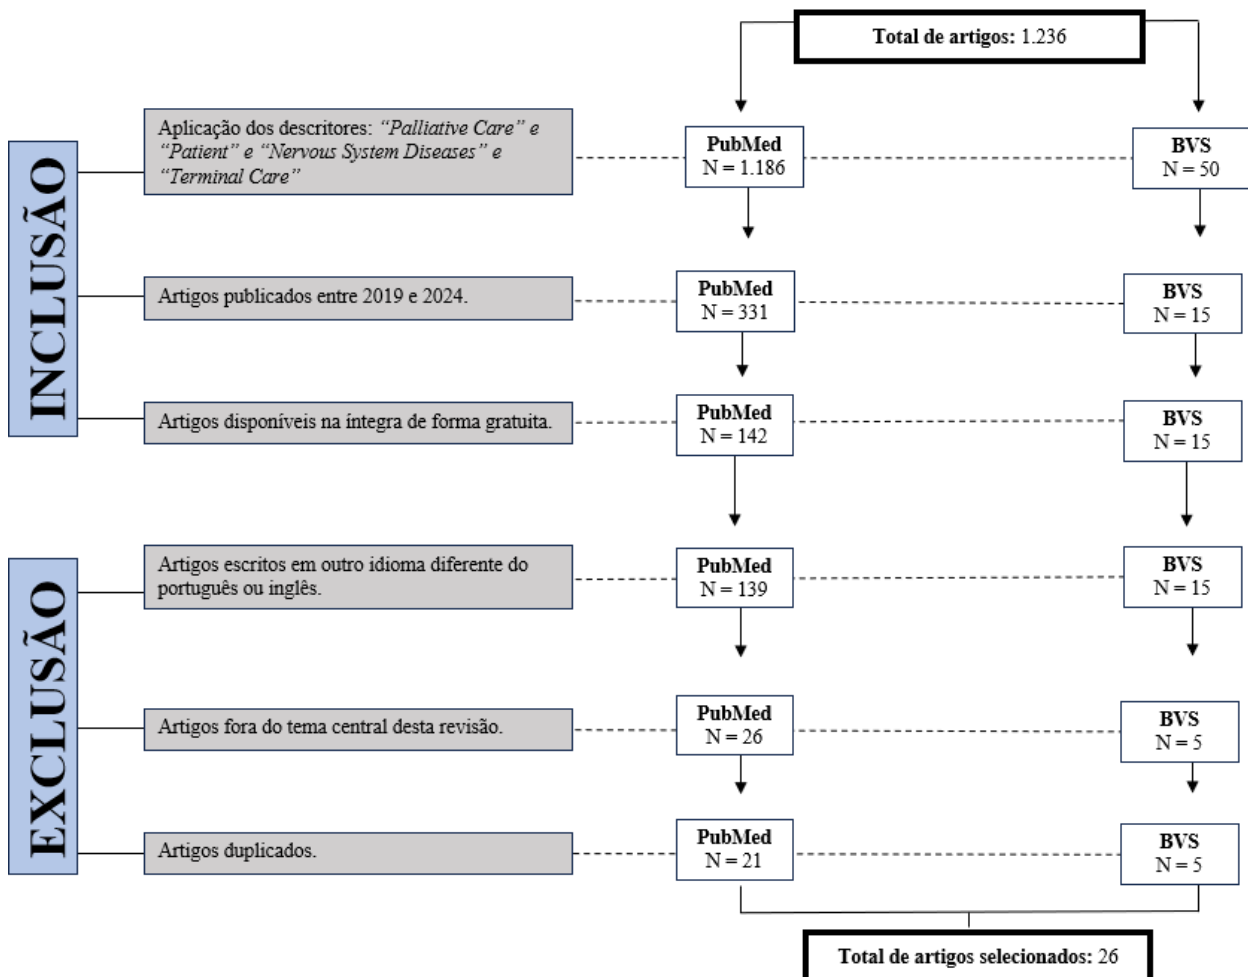 Total de artigos: 1.236
INCLUSÃO
Aplicação dos descritores: “Palliative Care” e
“Patient” e “Nervous System Diseases” e
“Terminal Care”
PubMed
N = 1.186
BVS
N = 50
Artigos publicados entre 2019 e 2024.
PubMed
N = 331
BVS
N = 15
Artigos disponíveis na íntegra de forma gratuita.
PubMed
N = 142
BVS
N = 15
EXCLUSÃO
Artigos escritos em outro idioma diferente do
português ou inglês.
PubMed
N = 139
BVS
N = 15
Artigos fora do tema central desta revisão.
PubMed
N = 26
BVS
N = 5
Artigos duplicados.
PubMed
N = 21
BVS
N = 5
Total de artigos selecionados: 26